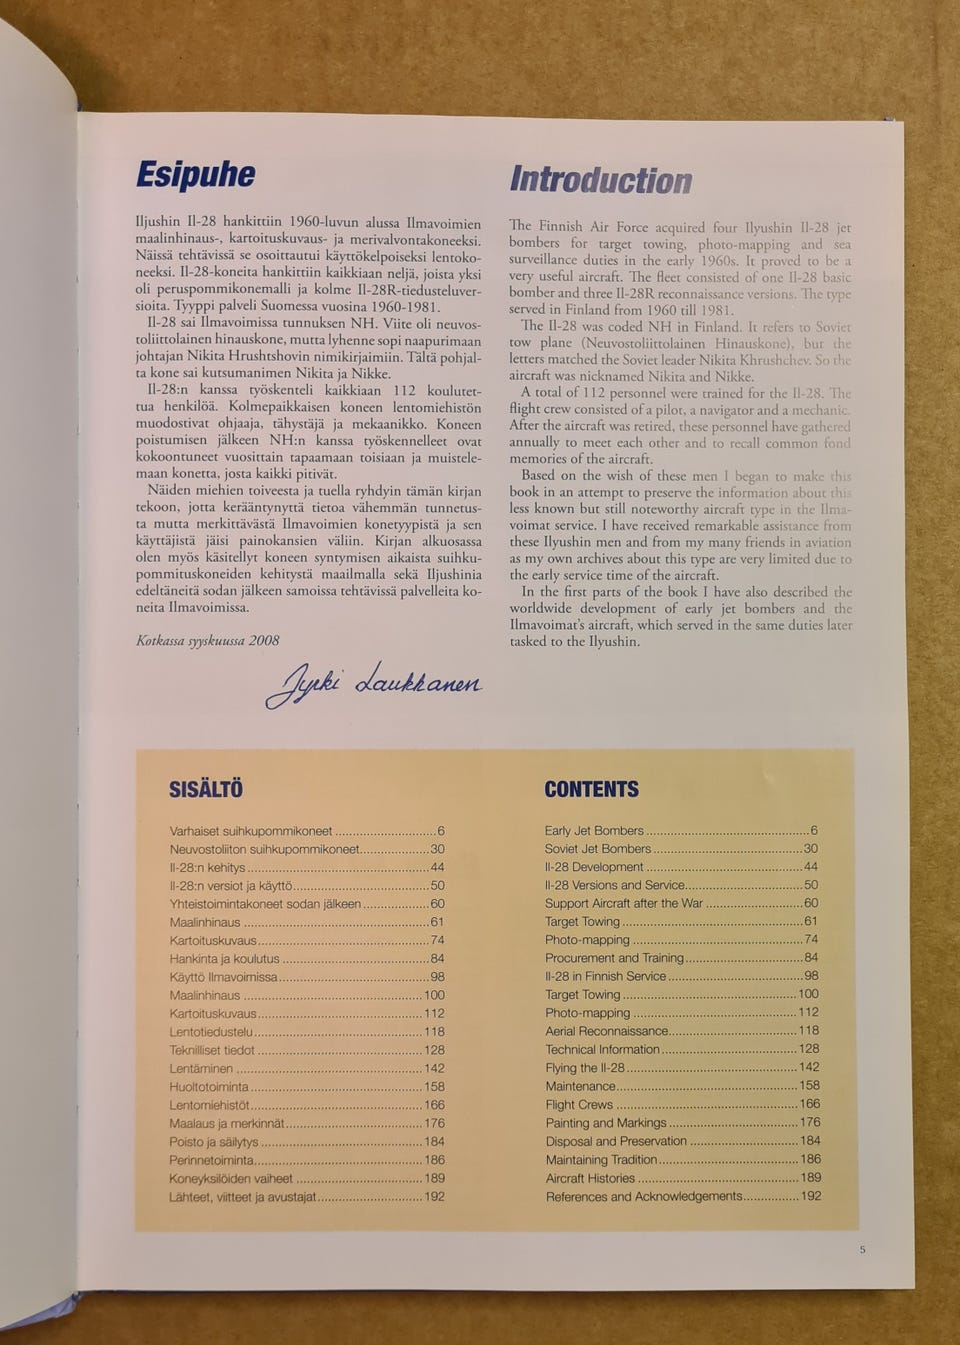 Esipuhe
Iljushin Il-28 hankittiin 1960-luvun alussa Ilmavoimien
maalinhinaus-, kartoituskuvaus- ja merivalvontakoneeksi.
Näissä tehtävissä se osoittautui käyttökelpoiseksi lentoko-
neeksi. Il-28-koneita hankittiin kaikkiaan neljä, joista yksi
oli peruspommikonemalli ja kolme Il-28R-tiedusteluver-
sioita. Tyyppi palveli Suomessa vuosina 1960-1981.
Il-28 sai Ilmavoimissa tunnuksen NH. Viite oli neuvos-
toliittolainen hinauskone, mutta lyhenne sopi naapurimaan
johtajan Nikita Hrushtshovin nimikirjaimiin. Tältä pohjal-
ta kone sai kutsumanimen Nikita ja Nikke.
Il-28:n kanssa työskenteli kaikkiaan 112 koulutet-
tua henkilöä. Kolmepaikkaisen koneen lentomiehistön
muodostivat ohjaaja, tähystäjä ja mekaanikko. Koneen
poistumisen jälkeen NH:n kanssa työskennelleet ovat
kokoontuneet vuosittain tapaamaan toisiaan ja muistele-
maan konetta, josta kaikki pitivät.
Näiden miehien toiveesta ja tuella ryhdyin tämän kirjan
tekoon, jotta kerääntynyttä tietoa vähemmän tunnetus-
ta mutta merkittävästä Ilmavoimien konetyypistä ja sen
käyttäjistä jäisi painokansien väliin. Kirjan alkuosassa
olen myös käsitellyt koneen syntymisen aikaista suihku-
pommituskoneiden kehitystä maailmalla sekä Iljushinia
edeltäneitä sodan jälkeen samoissa tehtävissä palvelleita ko-
neita Ilmavoimissa.
Kotkassa syyskuussa 2008
Jyrki Laukkanen
Introduction
The Finnish Air Force acquired four Ilyushin Il-28 jet
bombers for target towing, photo-mapping and sea
surveillance duties in the early 1960s. It proved to be a
very useful aircraft. The fleet consisted of one Il-28 basic
bomber and three Il-28R reconnaissance versions. The type
served in Finland from 1960 till 1981.
The Il-28 was coded NH in Finland. It refers to Soviet
tow plane (Neuvostoliittolainen Hinauskone), but the
letters matched the Soviet leader Nikita Khrushchev. So the
aircraft was nicknamed Nikita and Nikke.
A total of 112 personnel were trained for the Il-28. The
flight crew consisted of a pilot, a navigator and a mechanic.
After the aircraft was retired, these personnel have gathered
annually to meet each other and to recall common fond
memories of the aircraft.
Based on the wish of these men I began to make this
book in an attempt to preserve the information about this
less known but still noteworthy aircraft type in the Ilma-
voimat service. I have received remarkable assistance from
these Ilyushin men and from my many friends in aviation
as my own archives about this type are very limited due to
the early service time of the aircraft.
In the first parts of the book I have also described the
worldwide development of early jet bombers and the
Ilmavoimat's aircraft, which served in the same duties later
tasked to the Ilyushin.
SISÄLTÖ
Varhaiset suihkupommikoneet ............................6
Neuvostoliiton suihkupommikoneet...................30
Il-28:n kehitys..................................................44
Il-28:n versiot ja käyttö......................................50
Yhteistoimintakoneet sodan jälkeen ..................60
Maalinhinaus ...................................................61
Kartoituskuvaus...............................................74
Hankinta ja koulutus ........................................84
Käyttö Ilmavoimissa.........................................98
Maalinhinaus .................................................100
Kartoituskuvaus.............................................112
Lentotiedustelu..............................................118
Teknilliset tiedot .............................................128
Lentäminen ...................................................142
Huoltotoiminta ...............................................158
Lentomiehistöt...............................................166
Maalaus ja merkinnät.....................................176
Poisto ja säilytys ............................................184
Perinnetoiminta..............................................186
Koneyksilöiden vaiheet ...................................189
Lähteet, viitteet ja avustajat.............................192
CONTENTS
Early Jet Bombers .............................................6
Soviet Jet Bombers .........................................30
Il-28 Development ...........................................44
Il-28 Versions and Service................................50
Support Aircraft after the War ...........................60
Target Towing ..................................................61
Photo-mapping ...............................................74
Procurement and Training................................84
Il-28 in Finnish Service .....................................98
Target Towing ................................................100
Photo-mapping .............................................112
Aerial Reconnaissance...................................118
Technical Information.....................................128
Flying the Il-28...............................................142
Maintenance..................................................158
Flight Crews ..................................................166
Painting and Markings ...................................176
Disposal and Preservation .............................184
Maintaining Tradition......................................186
Aircraft Histories ............................................189
References and Acknowledgements...............192
5